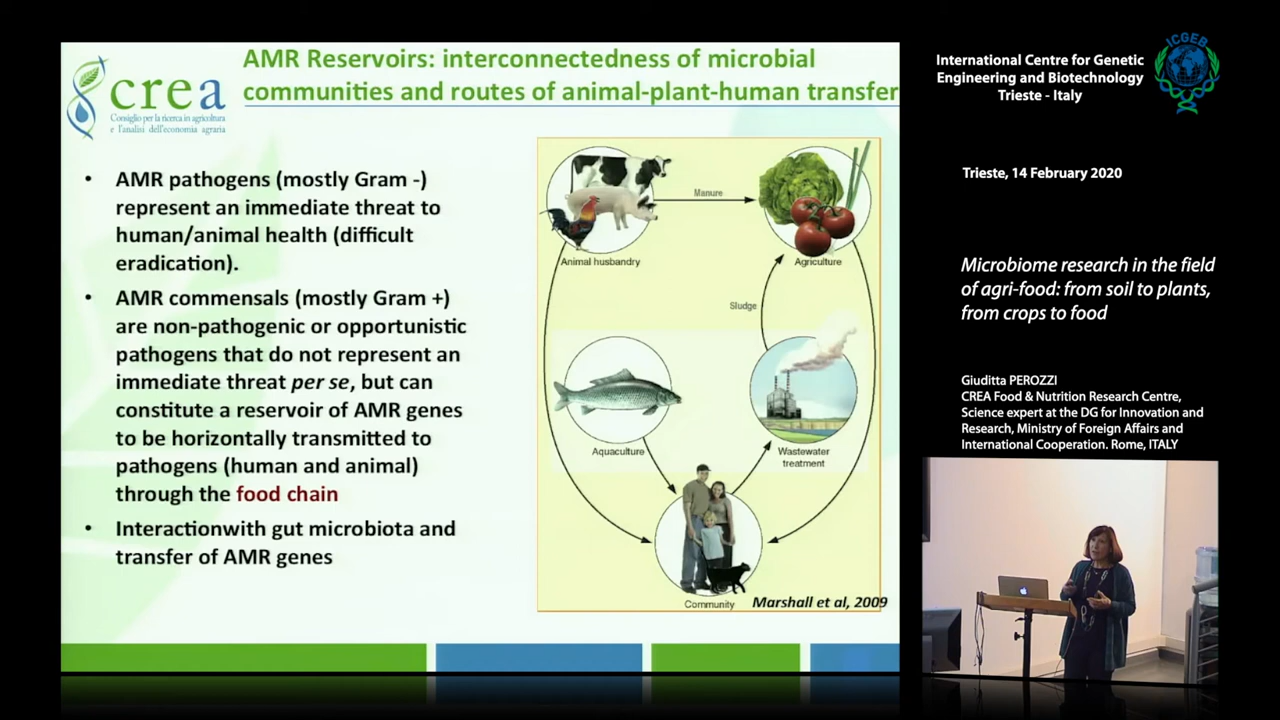 AMR Reservoirs: interconnectedness of microbial
communities and routes of animal-plant-human transfer
crea
Consiglio per la ricerca in agricoltura
e l'analisi dell'economia agraria
• AMR pathogens (mostly Gram -)
represent an immediate threat to
human/animal health (difficult
eradication).
• AMR commensals (mostly Gram +)
are non-pathogenic or opportunistic
pathogens that do not represent an
immediate threat per se, but can
constitute a reservoir of AMR genes
to be horizontally transmitted to
pathogens (human and animal)
through the food chain
• Interactionwith gut microbiota and
transfer of AMR genes
Manure
Animal husbandry
Agriculture
Sludge
Aquaculture
Wastewater
treatment
Community
Marshall et al, 2009
International Centre for Genetic
Engineering and Biotechnology
Trieste - Italy
ICGEB
Trieste, 14 February 2020
Microbiome research in the field
of agri-food: from soil to plants,
from crops to food
Giuditta PEROZZI
CREA Food & Nutrition Research Centre,
Science expert at the DG for Innovation and
Research, Ministry of Foreign Affairs and
International Cooperation. Rome, ITALY